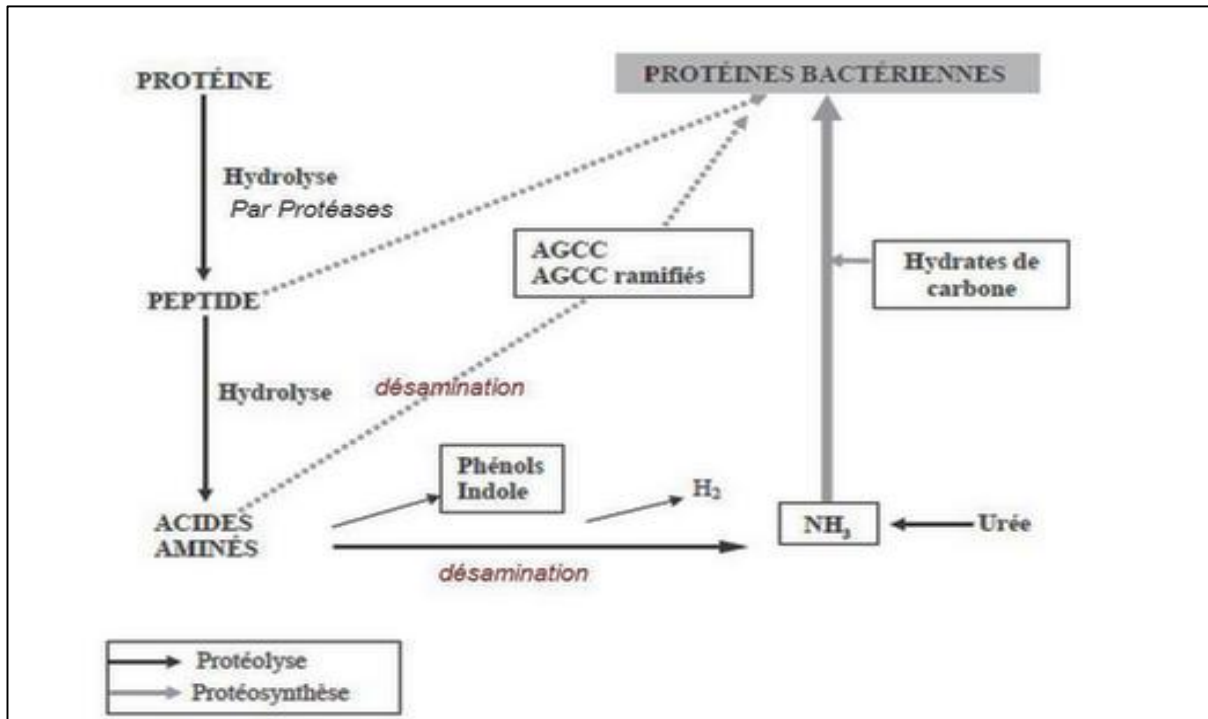 PROTÉINE
PROTÉINES BACTÉRIENNES
Hydrolyse
Par Protéases
AGCC
AGCC ramifiés
Hydrates de
carbone
PEPTIDE
Hydrolyse
désamination
Phénols
Indole
H₂
ACIDES
AMINÉS
NH₃
Urée
désamination
Protéolyse
Protéosynthèse